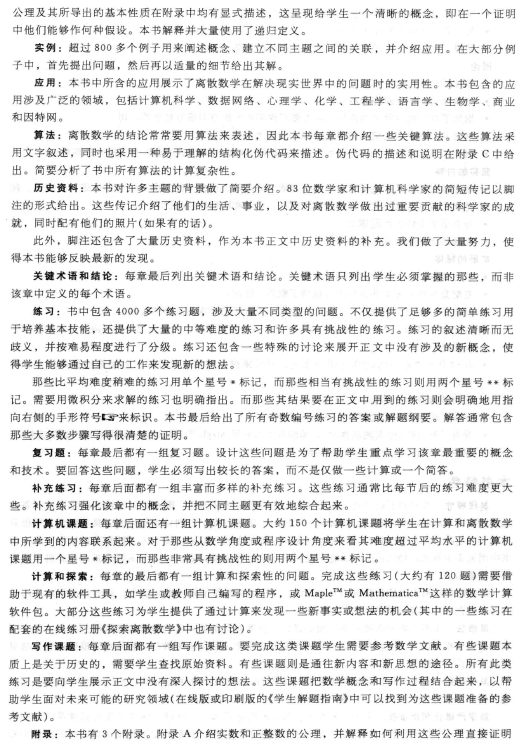 公理及其所导出的基本性质在附录中均有显式描述，这呈现给学生一个清晰的概念，即在一个证明
中他们能够作何种假设。本书解释并大量使用了递归定义。
实例：超过 800 多个例子用来阐述概念、建立不同主题之间的关联，并介绍应用。在大部分例
子中，首先提出问题，然后再以适量的细节给出其解。
应用：本书中所含的应用展示了离散数学在解决现实世界中的问题时的实用性。本书包含的应
用涉及广泛的领域，包括计算机科学、数据网络、心理学、化学、工程学、语言学、生物学、商业
和因特网。
算法：离散数学的结论常常要用算法来表述，因此本书每章都介绍一些关键算法。这些算法采
用文字叙述，同时也采用一种易于理解的结构化伪代码来描述。伪代码的描述和说明在附录 C 中给
出。简要分析了书中所有算法的计算复杂性。
历史资料：本书对许多主题的背景做了简要介绍。83 位数学家和计算机科学家的简短传记以脚
注的形式给出。这些传记介绍了他们的生活、事业，以及对离散数学做出过重要贡献的科学家的成
就，同时配有他们的照片(如果有的话)。
此外，脚注还包含了大量历史资料，作为本书正文中历史资料的补充。我们做了大量努力，使
得本书能够反映最新的发现。
关键术语和结论：每章最后列出关键术语和结论。关键术语只列出学生必须掌握的那些，而非
该章中定义的每个术语。
练习：书中包含 4000 多个练习题，涉及大量不同类型的问题。不仅提供了足够多的简单练习用
于培养基本技能，还提供了大量的中等难度的练习和许多具有挑战性的练习。练习的叙述清晰而无
歧义，并按难易程度进行了分级。练习还包含一些特殊的讨论来展开正文中没有涉及的新概念，使
得学生能够通过自己的工作来发现新的想法。
那些比平均难度稍难的练习用单个星号 * 标记，而那些相当有挑战性的练习则用两个星号 ** 标
记。需要用微积分来求解的练习也明确指出。而那些其结果要在正文中用到的练习则会明确地用指
向右侧的手形符号☞来标识。本书最后给出了所有奇数编号练习的答案或解题纲要。解答通常包含
那些大多数步骤写得很清楚的证明。
复习题：每章最后都有一组复习题。设计这些问题是为了帮助学生重点学习该章最重要的概念
和技术。要回答这些问题，学生必须写出较长的答案，而不是仅做一些计算或一个简答。
补充练习：每章后面都有一组丰富而多样的补充练习。这些练习通常比每节后的练习难度更大
些。补充练习强化该章中的概念，并把不同主题更有效地综合起来。
计算机课题：每章后面还有一组计算机课题。大约 150 个计算机课题将学生在计算和离散数学
中所学到的内容联系起来。对于那些从数学角度或程序设计角度来看其难度超过平均水平的计算机
课题用一个星号 * 标记，而那些非常具有挑战性的则用两个星号 ** 标记。
计算和探索：每章的最后都有一组计算和探索性的问题。完成这些练习(大约有 120 题)需要借
助于现有的软件工具，如学生或教师自己编写的程序，或 Maple™ 或 Mathematica™ 这样的数学计算
软件包。大部分这些练习为学生提供了通过计算来发现一些新事实或想法的机会(其中的一些练习在
配套的在线练习册《探索离散数学》中也有讨论)。
写作课题：每章后面都有一组写作课题。要完成这类课题学生需要参考数学文献。有些课题本
质上是关于历史的，需要学生查找原始资料。有些课题则是通往新内容和新思想的途径。所有此类
练习是要向学生展示正文中没有深入探讨的想法。这些课题把数学概念和写作过程结合起来，以帮
助学生面对未来可能的研究领域(在线版或印刷版的《学生解题指南》中可以找到为这些课题准备的参
考文献)。
附录：本书有 3 个附录。附录 A 介绍实数和正整数的公理，并解释如何利用这些公理直接证明